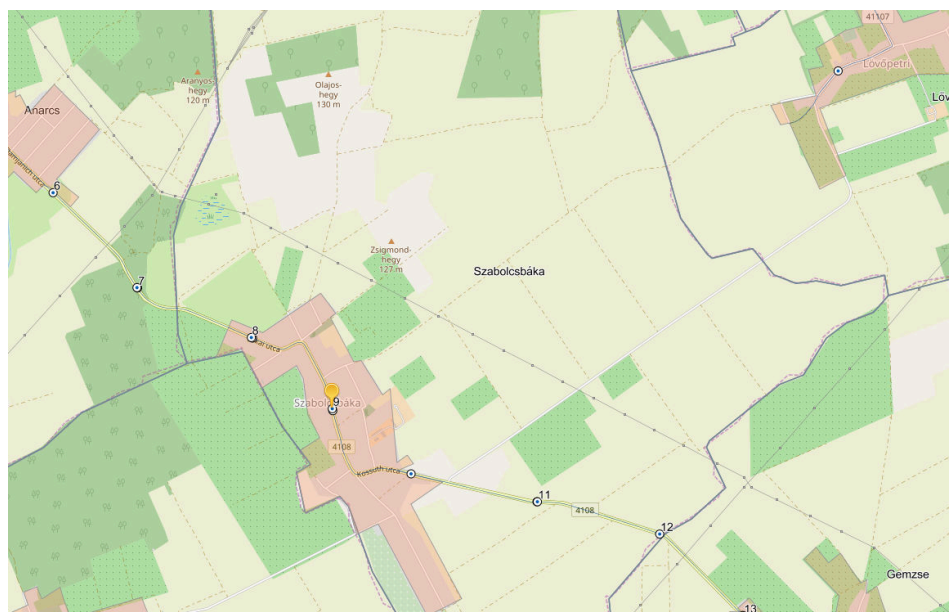 41107
Lövőpetri
Aranyos-
hegy
120 m
Olajos-
hegy
130 m
Anarcs
6
Zsigmond-
hegy
127 m
Szabolcsbáka
7
8
Szabolcsbáka
9
4108
Kossuth utca
11
4108
12
Gemzse
13